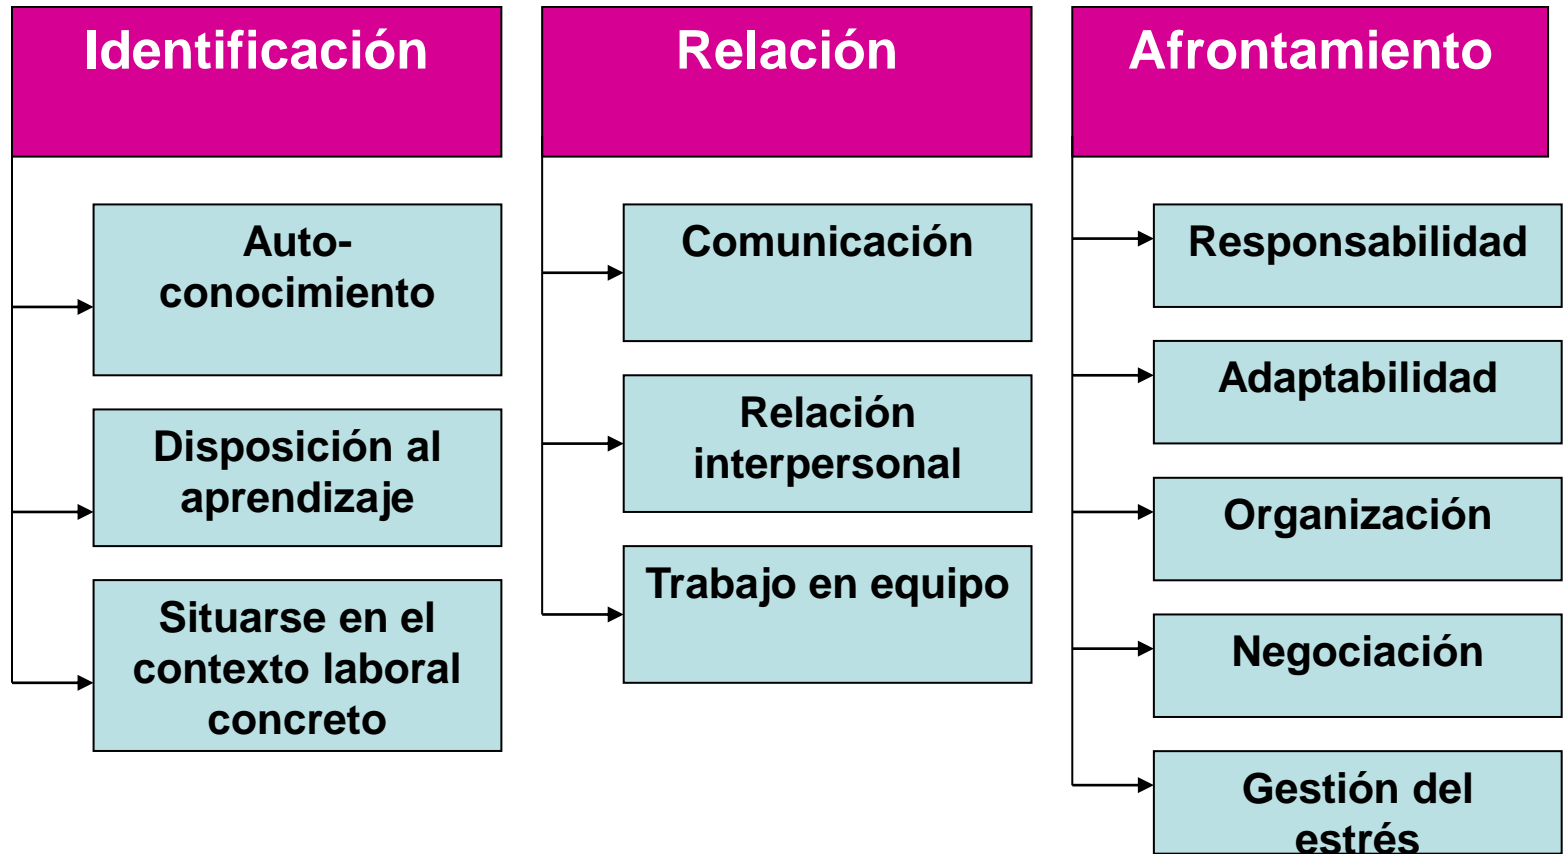 Identificación
Auto-
conocimiento
Disposición al
aprendizaje
Situarse en el
contexto laboral
concreto
Relación
Comunicación
Relación
interpersonal
Trabajo en equipo
Afrontamiento
Responsabilidad
Adaptabilidad
Organización
Negociación
Gestión del
estrés